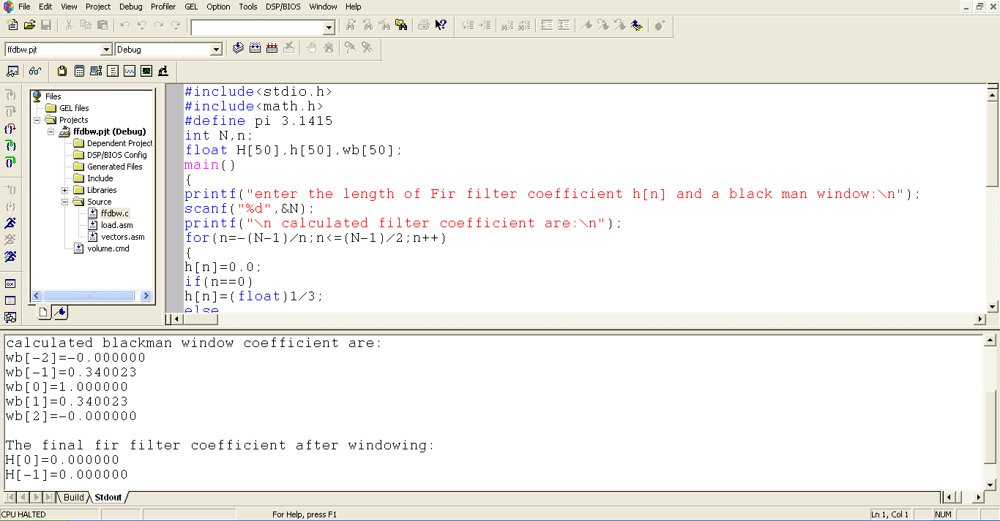 File Edit View Project Debug Profiler GEL Option Tools DSP/BIOS Window Help
ffdbw.pjt Debug
Files
GEL files
Projects
ffdbw.pjt (Debug)
Dependent Project
DSP/BIOS Config
Generated Files
Include
Libraries
Source
ffdbw.c
load.asm
vectors.asm
volume.cmd
#include<stdio.h>
#include<math.h>
#define pi 3.1415
int N,n;
float H[50],h[50],wb[50];
main()
{
printf("enter the length of Fir filter coefficient h[n] and a black man window:\n");
scanf("%d",&N);
printf("\n calculated filter coefficient are:\n");
for(n=-(N-1)/n;n<=(N-1)/2;n++)
{
h[n]=0.0;
if(n==0)
h[n]=(float)1/3;
else
calculated blackman window coefficient are:
wb[-2]=-0.000000
wb[-1]=0.340023
wb[0]=1.000000
wb[1]=0.340023
wb[2]=-0.000000
The final fir filter coefficient after windowing:
H[0]=0.000000
H[-1]=0.000000
Build Stdout
CPU HALTED For Help, press F1 Ln 1, Col 1 NUM